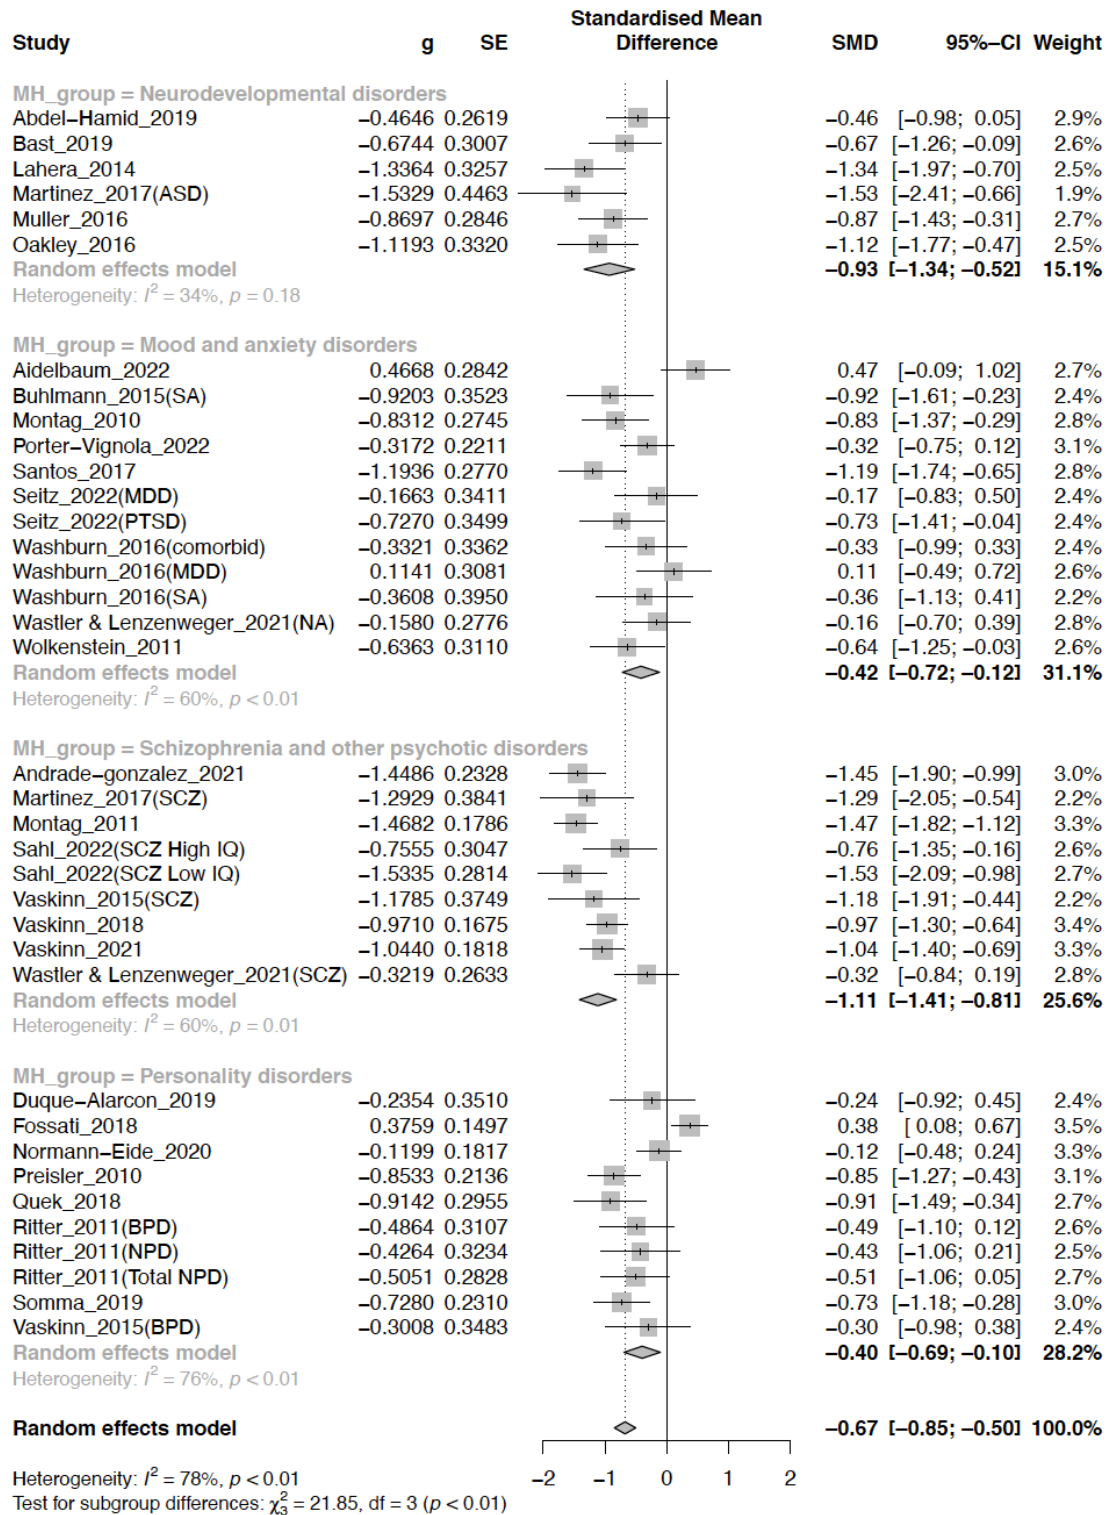 Standardised Mean
Study g SE Difference SMD 95%−CI Weight
MH_group = Neurodevelopmental disorders
Abdel−Hamid_2019 −0.4646 0.2619 −0.46 [−0.98; 0.05] 2.9%
Bast_2019 −0.6744 0.3007 −0.67 [−1.26; −0.09] 2.6%
Lahera_2014 −1.3364 0.3257 −1.34 [−1.97; −0.70] 2.5%
Martinez_2017(ASD) −1.5329 0.4463 −1.53 [−2.41; −0.66] 1.9%
Muller_2016 −0.8697 0.2846 −0.87 [−1.43; −0.31] 2.7%
Oakley_2016 −1.1193 0.3320 −1.12 [−1.77; −0.47] 2.5%
Random effects model −0.93 [−1.34; −0.52] 15.1%
Heterogeneity: I² = 34%, p = 0.18
MH_group = Mood and anxiety disorders
Aidelbaum_2022 0.4668 0.2842 0.47 [−0.09; 1.02] 2.7%
Buhlmann_2015(SA) −0.9203 0.3523 −0.92 [−1.61; −0.23] 2.4%
Montag_2010 −0.8312 0.2745 −0.83 [−1.37; −0.29] 2.8%
Porter−Vignola_2022 −0.3172 0.2211 −0.32 [−0.75; 0.12] 3.1%
Santos_2017 −1.1936 0.2770 −1.19 [−1.74; −0.65] 2.8%
Seitz_2022(MDD) −0.1663 0.3411 −0.17 [−0.83; 0.50] 2.4%
Seitz_2022(PTSD) −0.7270 0.3499 −0.73 [−1.41; −0.04] 2.4%
Washburn_2016(comorbid) −0.3321 0.3362 −0.33 [−0.99; 0.33] 2.4%
Washburn_2016(MDD) 0.1141 0.3081 0.11 [−0.49; 0.72] 2.6%
Washburn_2016(SA) −0.3608 0.3950 −0.36 [−1.13; 0.41] 2.2%
Wastler & Lenzenweger_2021(NA) −0.1580 0.2776 −0.16 [−0.70; 0.39] 2.8%
Wolkenstein_2011 −0.6363 0.3110 −0.64 [−1.25; −0.03] 2.6%
Random effects model −0.42 [−0.72; −0.12] 31.1%
Heterogeneity: I² = 60%, p < 0.01
MH_group = Schizophrenia and other psychotic disorders
Andrade−gonzalez_2021 −1.4486 0.2328 −1.45 [−1.90; −0.99] 3.0%
Martinez_2017(SCZ) −1.2929 0.3841 −1.29 [−2.05; −0.54] 2.2%
Montag_2011 −1.4682 0.1786 −1.47 [−1.82; −1.12] 3.3%
Sahl_2022(SCZ High IQ) −0.7555 0.3047 −0.76 [−1.35; −0.16] 2.6%
Sahl_2022(SCZ Low IQ) −1.5335 0.2814 −1.53 [−2.09; −0.98] 2.7%
Vaskinn_2015(SCZ) −1.1785 0.3749 −1.18 [−1.91; −0.44] 2.2%
Vaskinn_2018 −0.9710 0.1675 −0.97 [−1.30; −0.64] 3.4%
Vaskinn_2021 −1.0440 0.1818 −1.04 [−1.40; −0.69] 3.3%
Wastler & Lenzenweger_2021(SCZ) −0.3219 0.2633 −0.32 [−0.84; 0.19] 2.8%
Random effects model −1.11 [−1.41; −0.81] 25.6%
Heterogeneity: I² = 60%, p = 0.01
MH_group = Personality disorders
Duque−Alarcon_2019 −0.2354 0.3510 −0.24 [−0.92; 0.45] 2.4%
Fossati_2018 0.3759 0.1497 0.38 [ 0.08; 0.67] 3.5%
Normann−Eide_2020 −0.1199 0.1817 −0.12 [−0.48; 0.24] 3.3%
Preisler_2010 −0.8533 0.2136 −0.85 [−1.27; −0.43] 3.1%
Quek_2018 −0.9142 0.2955 −0.91 [−1.49; −0.34] 2.7%
Ritter_2011(BPD) −0.4864 0.3107 −0.49 [−1.10; 0.12] 2.6%
Ritter_2011(NPD) −0.4264 0.3234 −0.43 [−1.06; 0.21] 2.5%
Ritter_2011(Total NPD) −0.5051 0.2828 −0.51 [−1.06; 0.05] 2.7%
Somma_2019 −0.7280 0.2310 −0.73 [−1.18; −0.28] 3.0%
Vaskinn_2015(BPD) −0.3008 0.3483 −0.30 [−0.98; 0.38] 2.4%
Random effects model −0.40 [−0.69; −0.10] 28.2%
Heterogeneity: I² = 76%, p < 0.01
Random effects model −0.67 [−0.85; −0.50] 100.0%
−2 −1 0 1 2
Heterogeneity: I² = 78%, p < 0.01
Test for subgroup differences: χ²₃ = 21.85, df = 3 (p < 0.01)